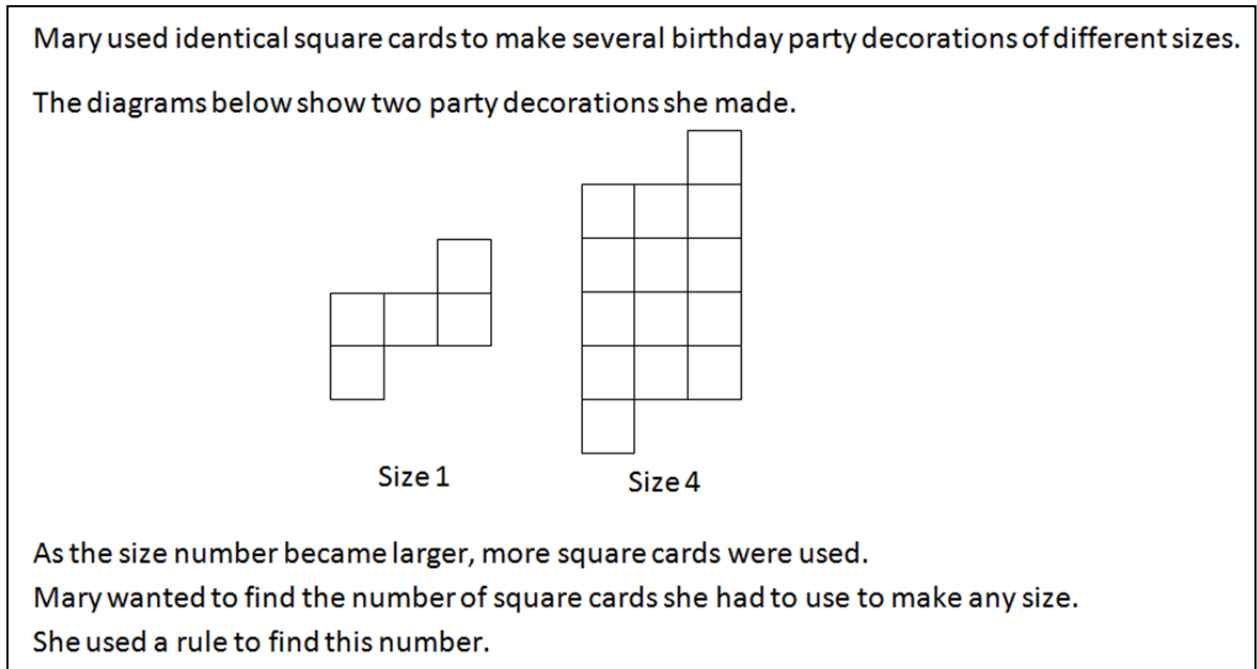 Mary used identical square cards to make several birthday party decorations of different sizes.
The diagrams below show two party decorations she made.
Size 1
Size 4
As the size number became larger, more square cards were used.
Mary wanted to find the number of square cards she had to use to make any size.
She used a rule to find this number.